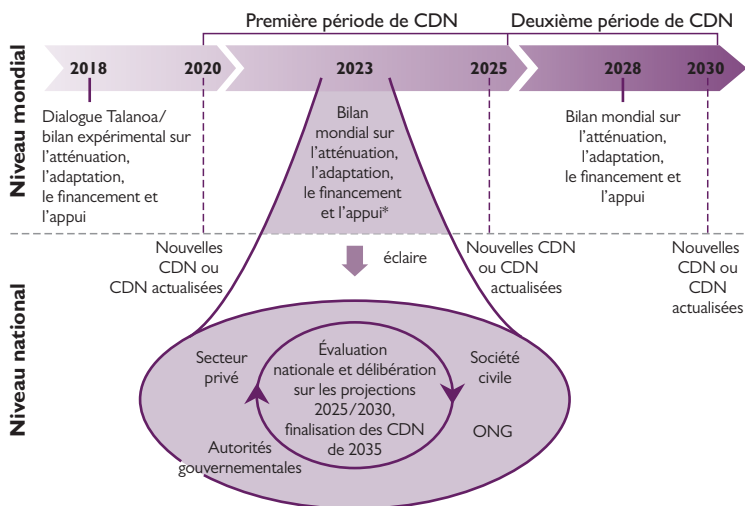 Première période de CDN
Deuxième période de CDN
Niveau mondial
2018
2020
2023
2025
2028
2030
Dialogue Talanoa/
bilan expérimental sur
l'atténuation,
l'adaptation,
le financement et
l'appui
Bilan
mondial sur
l'atténuation,
l'adaptation,
le financement
et l'appui*
Bilan mondial sur
l'atténuation,
l'adaptation,
le financement et
l'appui
Nouvelles
CDN ou
CDN actualisées
éclaire
Nouvelles CDN
ou CDN
actualisées
Nouvelles
CDN ou
CDN
actualisées
Niveau national
Secteur
privé
Évaluation
nationale et délibération
sur les projections
2025/2030,
finalisation des CDN
de 2035
Société
civile
Autorités
gouvernementales
ONG